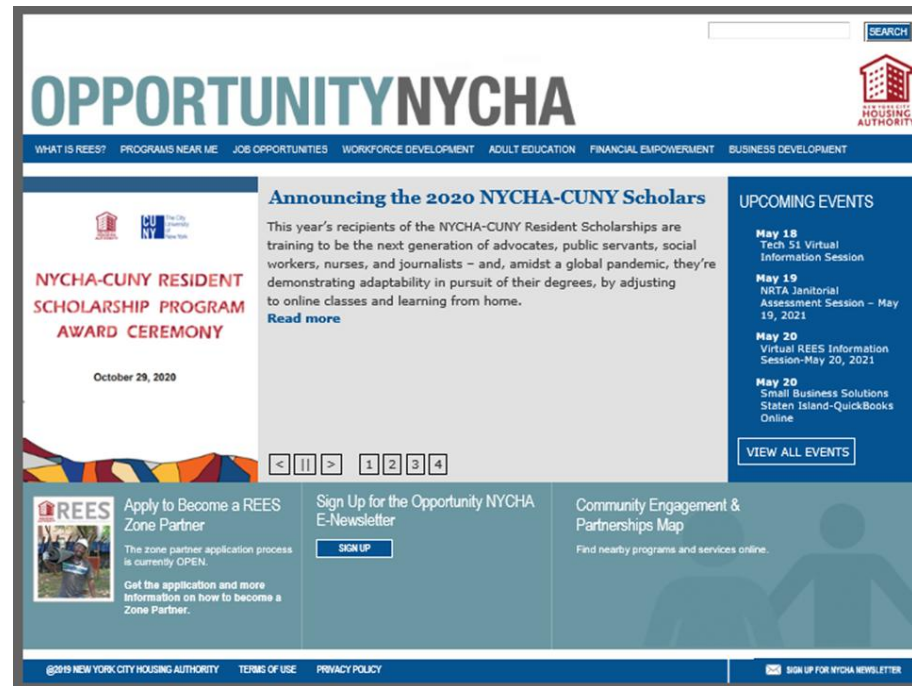 SEARCH
OPPORTUNITYNYCHA
NEW YORK CITY
HOUSING
AUTHORITY
WHAT IS REES? PROGRAMS NEAR ME JOB OPPORTUNITIES WORKFORCE DEVELOPMENT ADULT EDUCATION FINANCIAL EMPOWERMENT BUSINESS DEVELOPMENT
CU
NY
The City
University
of
New York
NYCHA-CUNY RESIDENT
SCHOLARSHIP PROGRAM
AWARD CEREMONY
October 29, 2020
Announcing the 2020 NYCHA-CUNY Scholars
This year's recipients of the NYCHA-CUNY Resident Scholarships are
training to be the next generation of advocates, public servants, social
workers, nurses, and journalists – and, amidst a global pandemic, they're
demonstrating adaptability in pursuit of their degrees, by adjusting
to online classes and learning from home.
Read more
< || > 1 2 3 4
UPCOMING EVENTS
May 18
Tech 51 Virtual
Information Session
May 19
NRTA Janitorial
Assessment Session – May
19, 2021
May 20
Virtual REES Information
Session-May 20, 2021
May 20
Small Business Solutions
Staten Island-QuickBooks
Online
VIEW ALL EVENTS
REES
Apply to Become a REES
Zone Partner
The zone partner application process
is currently OPEN.
Get the application and more
information on how to become a
Zone Partner.
Sign Up for the Opportunity NYCHA
E-Newsletter
SIGN UP
Community Engagement &
Partnerships Map
Find nearby programs and services online.
@2019 NEW YORK CITY HOUSING AUTHORITY TERMS OF USE PRIVACY POLICY
SIGN UP FOR NYCHA NEWSLETTER